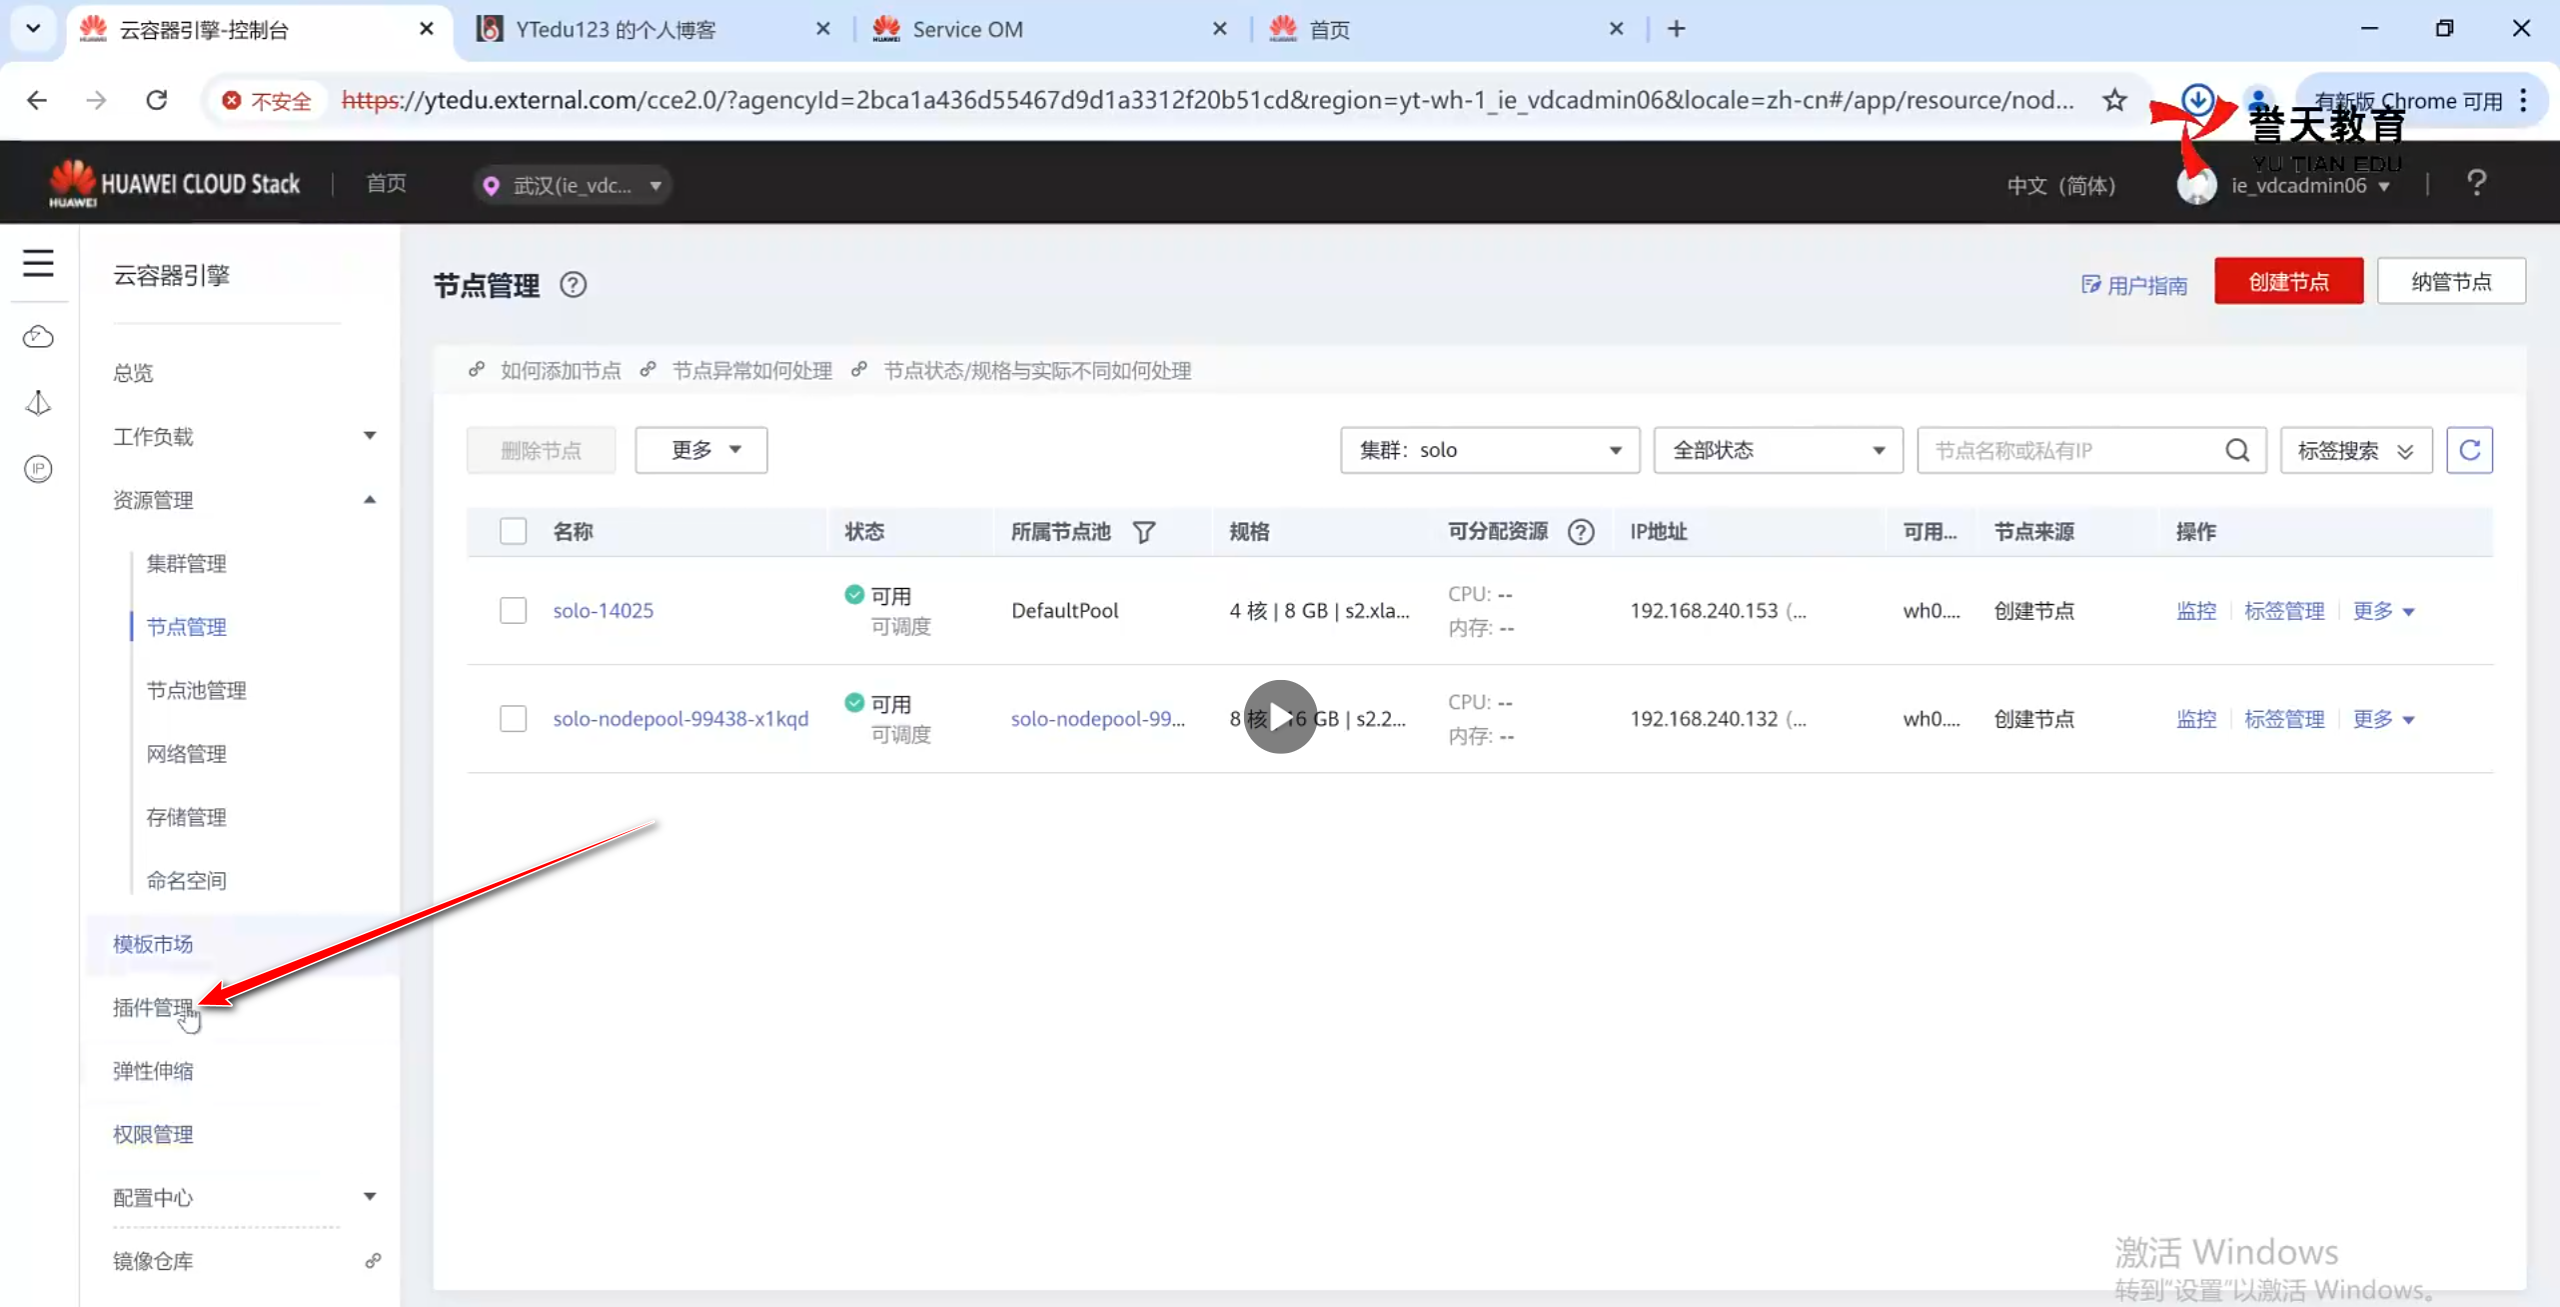 云容器引擎-控制台
YTedu123 的个人博客
Service OM
首页
不安全
https://ytedu.external.com/cce2.0/?agencyId=2bca1a436d55467d9d1a3312f20b51cd&region=yt-wh-1_ie_vdcadmin06&locale=zh-cn#/app/resource/nod...
有新版 Chrome 可用
誉天教育
YU TIAN EDU
HUAWEI
HUAWEI CLOUD Stack
首页
武汉(ie_vdc...
中文（简体）
ie_vdcadmin06
?
云容器引擎
总览
工作负载
资源管理
集群管理
节点管理
节点池管理
网络管理
存储管理
命名空间
模板市场
插件管理
弹性伸缩
权限管理
配置中心
镜像仓库
IP
节点管理
用户指南
创建节点
纳管节点
如何添加节点 节点异常如何处理 节点状态/规格与实际不同如何处理
删除节点 更多 集群：solo 全部状态 节点名称或私有IP 标签搜索
名称 状态 所属节点池 规格 可分配资源 IP地址 可用... 节点来源 操作
solo-14025 可用 可调度 DefaultPool 4 核 | 8 GB | s2.xla... CPU: -- 内存: -- 192.168.240.153 (... wh0.... 创建节点 监控 标签管理 更多
solo-nodepool-99438-x1kqd 可用 可调度 solo-nodepool-99... 8 核 16 GB | s2.2... CPU: -- 内存: -- 192.168.240.132 (... wh0.... 创建节点 监控 标签管理 更多
激活 Windows
转到"设置"以激活 Windows。